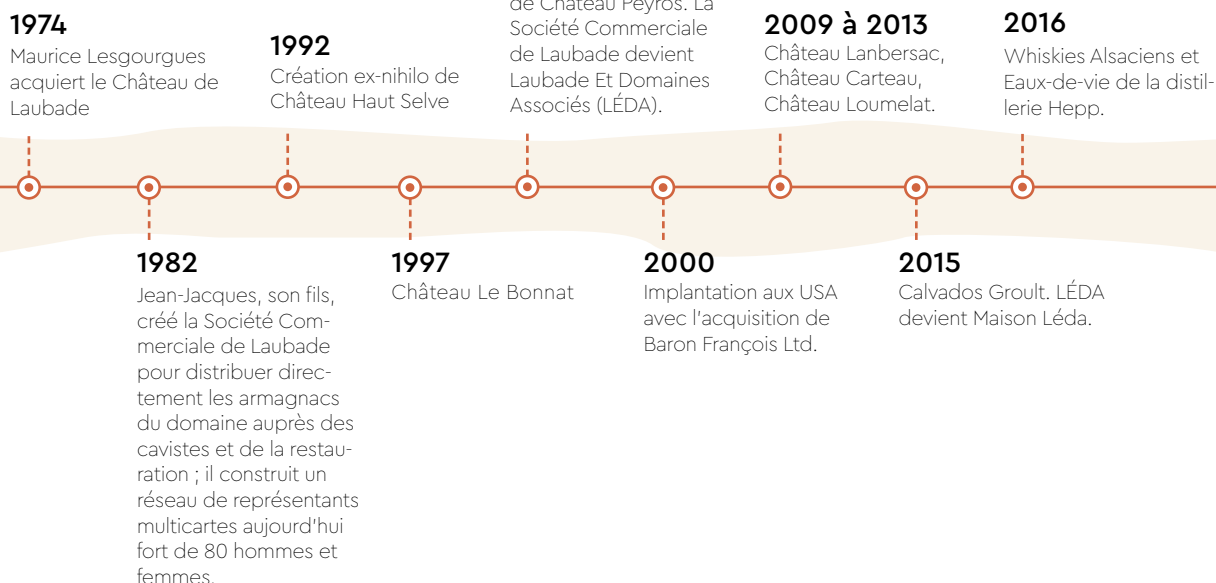 1974
Maurice Lesgourgues
acquiert le Château de
Laubade
1982
Jean-Jacques, son fils,
créé la Société Com-
merciale de Laubade
pour distribuer direc-
tement les armagnacs
du domaine auprès des
cavistes et de la restau-
ration ; il construit un
réseau de représentants
multicartes aujourd'hui
fort de 80 hommes et
femmes.
1992
Création ex-nihilo de
Château Haut Selve
1997
Château Le Bonnat
de Château Peyros. La
Société Commerciale
de Laubade devient
Laubade Et Domaines
Associés (LÉDA).
2000
Implantation aux USA
avec l'acquisition de
Baron François Ltd.
2009 à 2013
Château Lanbersac,
Château Carteau,
Château Loumelat.
2015
Calvados Groult. LÉDA
devient Maison Léda.
2016
Whiskies Alsaciens et
Eaux-de-vie de la distil-
lerie Hepp.